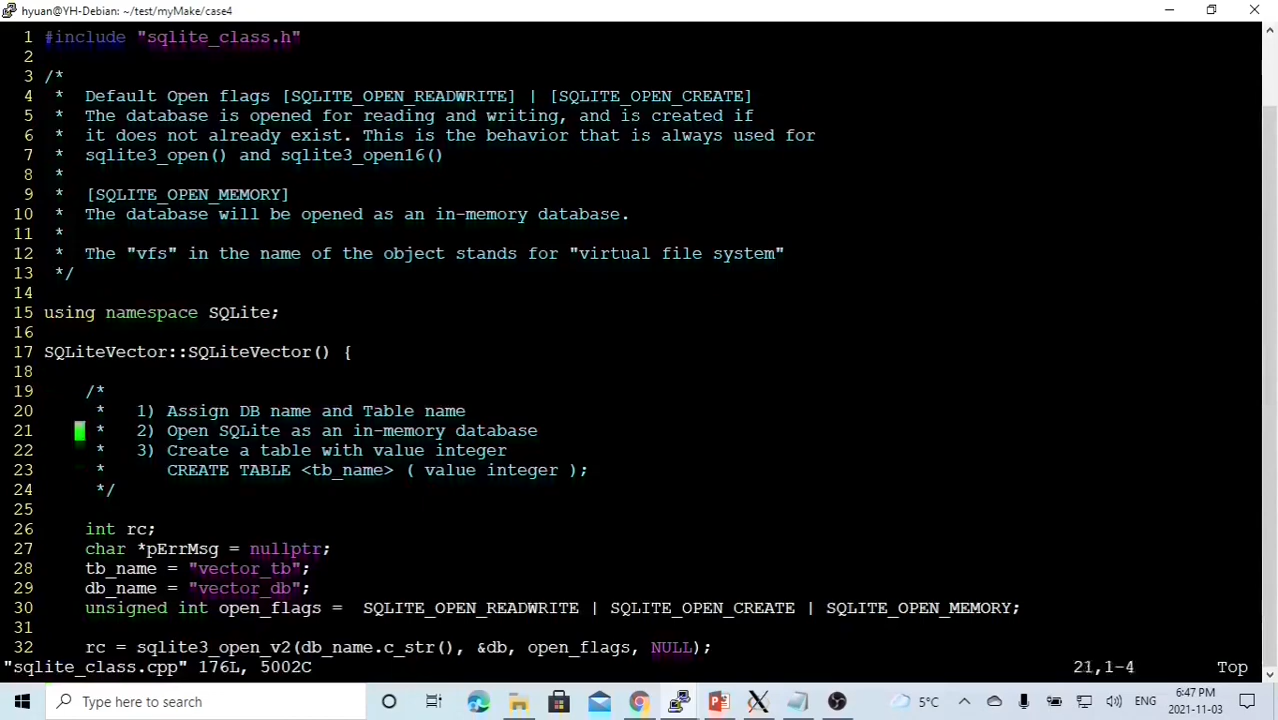 hyuan@YH-Debian: ~/test/myMake/case4
1 #include "sqlite_class.h"
2
3 /*
4  *  Default Open flags [SQLITE_OPEN_READWRITE] | [SQLITE_OPEN_CREATE]
5  *  The database is opened for reading and writing, and is created if
6  *  it does not already exist. This is the behavior that is always used for
7  *  sqlite3_open() and sqlite3_open16()
8  *
9  *  [SQLITE_OPEN_MEMORY]
10  *  The database will be opened as an in-memory database.
11  *
12  *  The "vfs" in the name of the object stands for "virtual file system"
13  */
14
15 using namespace SQLite;
16
17 SQLiteVector::SQLiteVector() {
18
19     /*
20      *   1) Assign DB name and Table name
21      *   2) Open SQLite as an in-memory database
22      *   3) Create a table with value integer
23      *      CREATE TABLE <tb_name> ( value integer );
24      */
25
26     int rc;
27     char *pErrMsg = nullptr;
28     tb_name = "vector_tb";
29     db_name = "vector_db";
30     unsigned int open_flags =  SQLITE_OPEN_READWRITE | SQLITE_OPEN_CREATE | SQLITE_OPEN_MEMORY;
31
32     rc = sqlite3_open_v2(db_name.c_str(), &db, open_flags, NULL);
"sqlite_class.cpp" 176L, 5002C 21,1-4 Top
Type here to search 5°C ENG 6:47 PM
2021-11-03